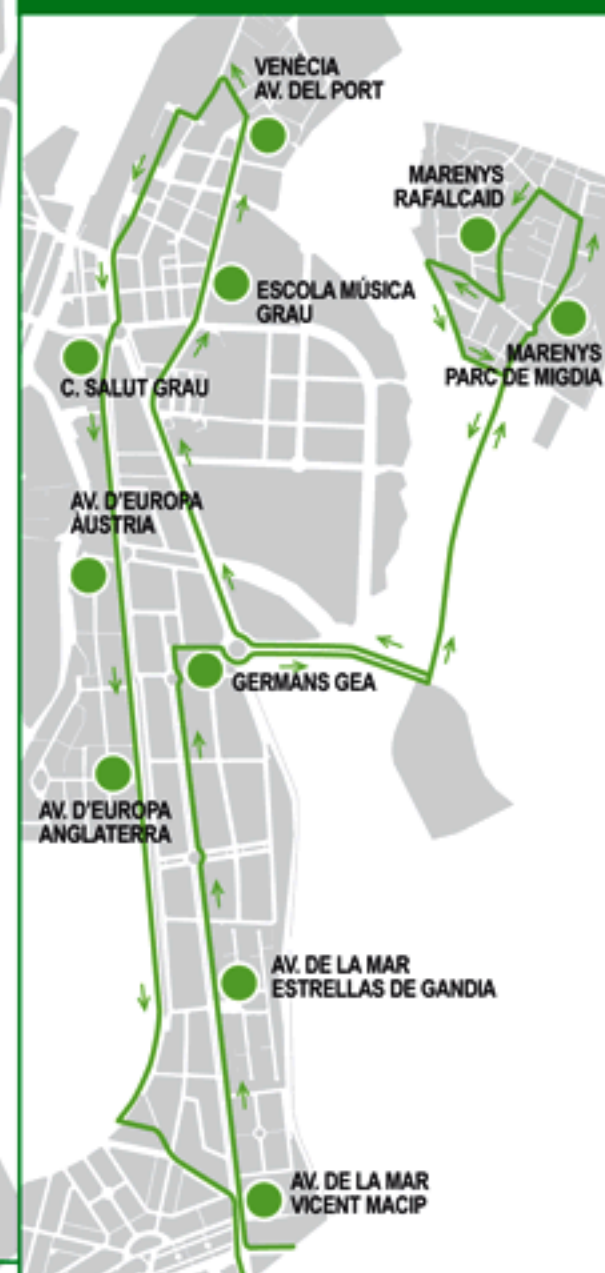 VENÈCIA
AV. DEL PORT
MARENYS
RAFALCAID
ESCOLA MÚSICA
GRAU
MARENYS
PARC DE MIGDIA
C. SALUT GRAU
AV. D'EUROPA
ÀUSTRIA
GERMANS GEA
AV. D'EUROPA
ANGLATERRA
AV. DE LA MAR
ESTRELLAS DE GANDIA
AV. DE LA MAR
VICENT MACIP